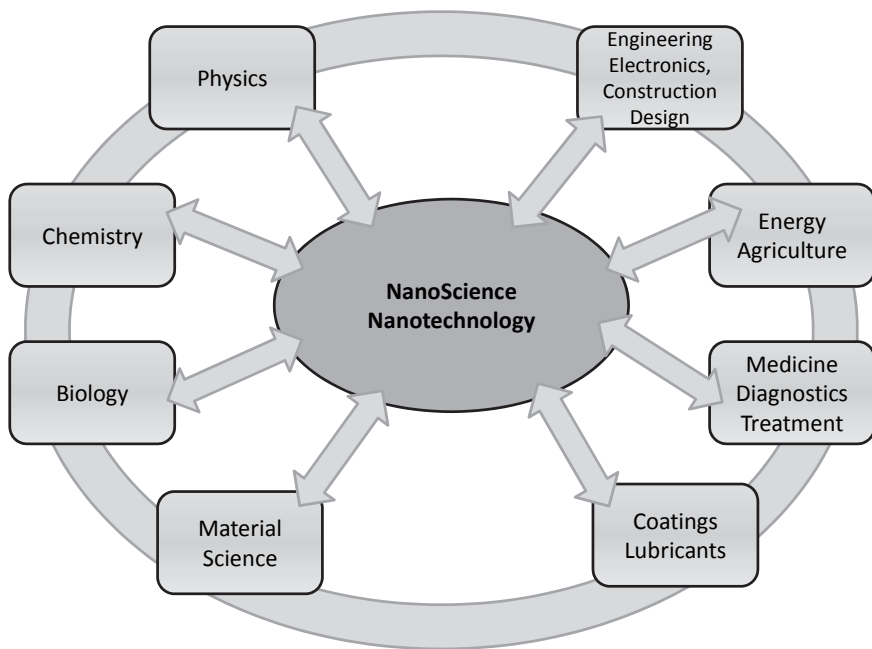 Physics
Engineering
Electronics,
Construction
Design
Chemistry
Energy
Agriculture
NanoScience
Nanotechnology
Biology
Medicine
Diagnostics
Treatment
Material
Science
Coatings
Lubricants